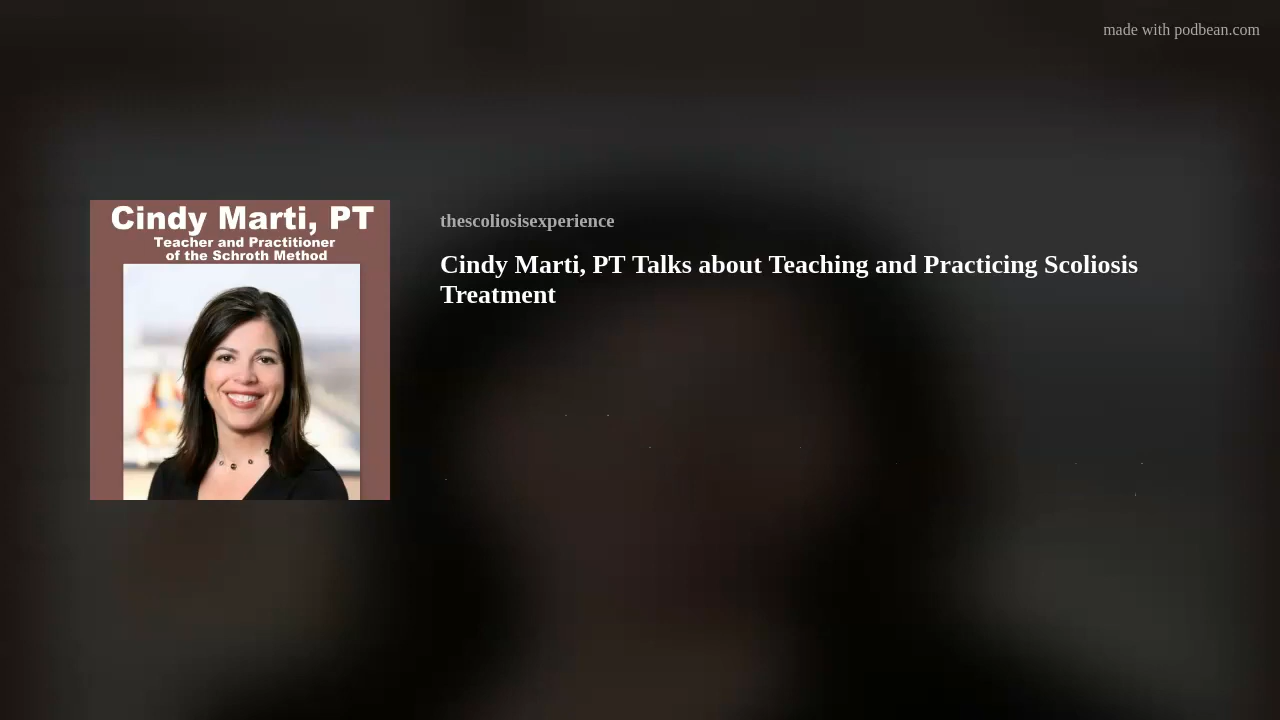 made with podbean.com
Cindy Marti, PT
Teacher and Practitioner
of the Schroth Method
thescoliosisexperience
Cindy Marti, PT Talks about Teaching and Practicing Scoliosis
Treatment